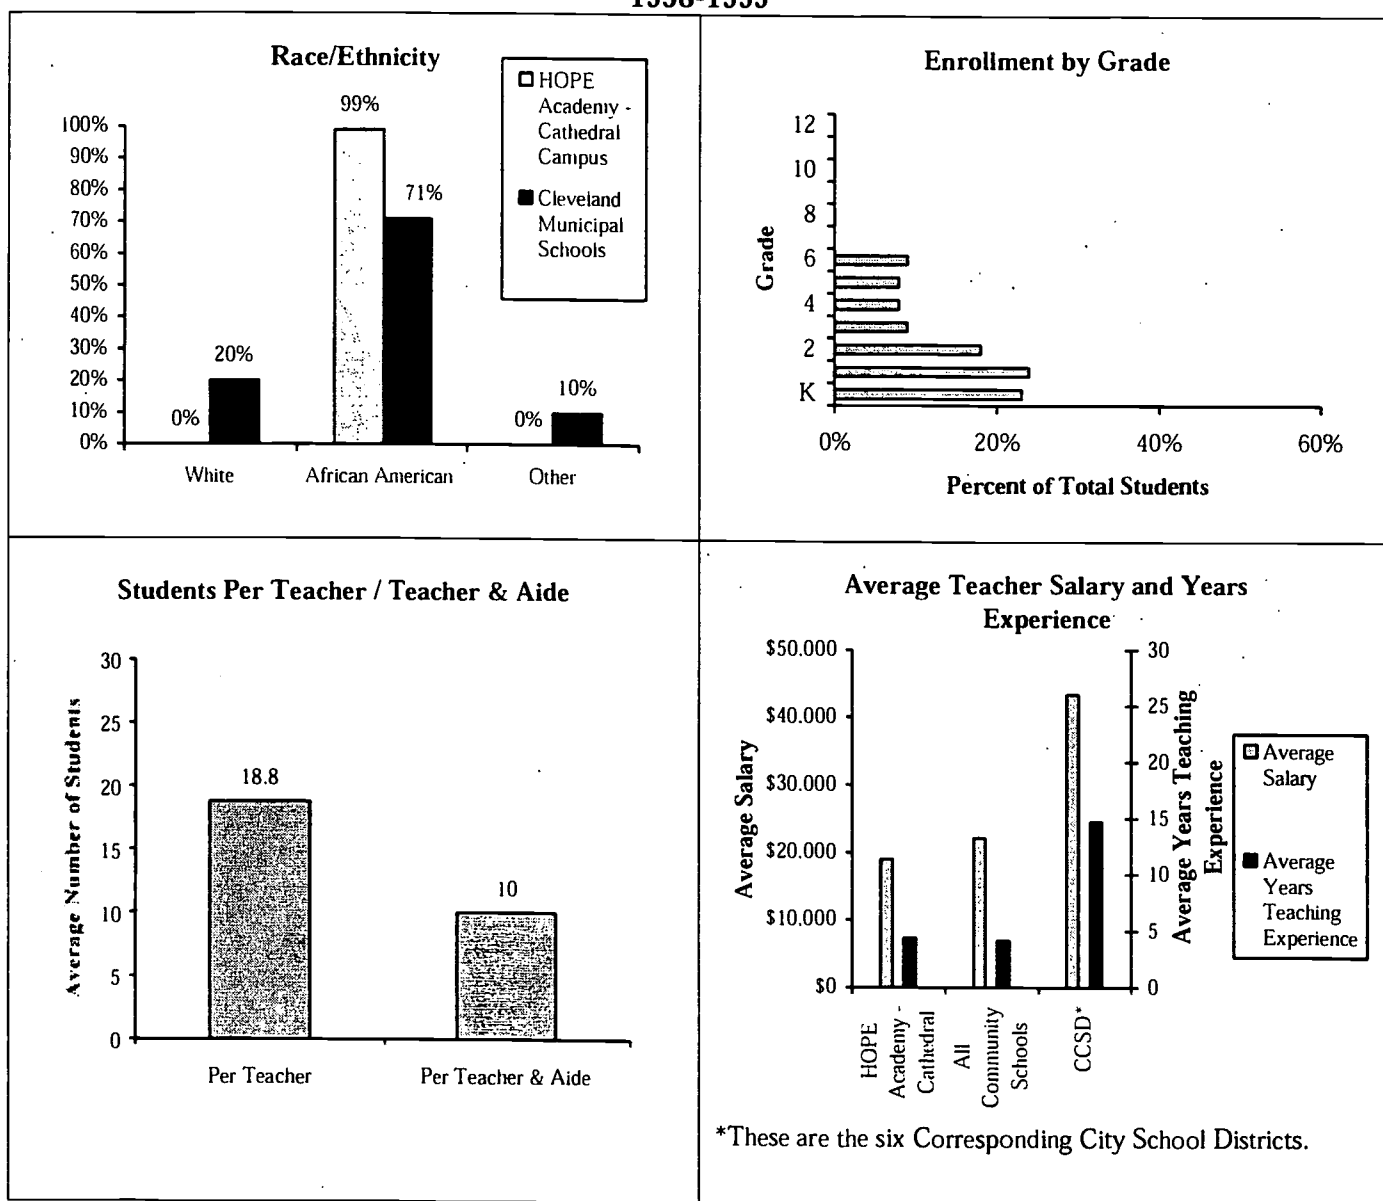 Race/Ethnicity
HOPE
Academy -
Cathedral
Campus
Cleveland
Municipal
Schools
100%
90%
80%
70%
60%
50%
40%
30%
20%
10%
0%
0%
20%
99%
71%
0%
10%
White
African American
Other
Enrollment by Grade
Grade
12
10
8
6
4
2
K
0%
20%
40%
60%
Percent of Total Students
Students Per Teacher / Teacher & Aide
Average Number of Students
30
25
20
15
10
5
0
18.8
10
Per Teacher
Per Teacher & Aide
Average Teacher Salary and Years
Experience
Average Salary
$50.000
$40.000
$30.000
$20.000
$10,000
$0
30
25
20
15
10
5
0
Average Years Teaching
Experience
Average
Salary
Average
Years
Teaching
Experience
HOPE
Academy -
Cathedral
All
Community
Schools
CCSD*
*These are the six Corresponding City School Districts.